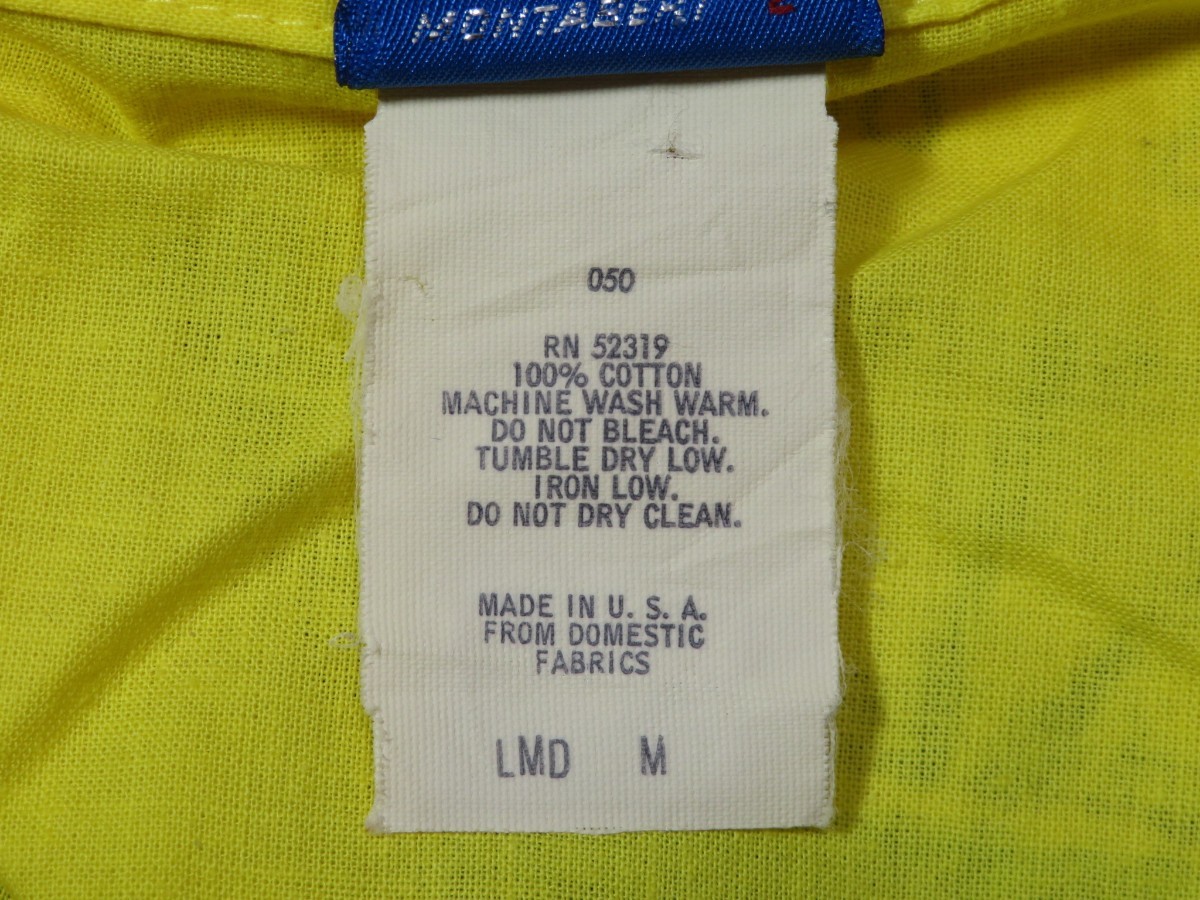 050
RN 52319
100% COTTON
MACHINE WASH WARM.
DO NOT BLEACH.
TUMBLE DRY LOW.
IRON LOW.
DO NOT DRY CLEAN.
MADE IN U. S. A.
FROM DOMESTIC
FABRICS
LMD M